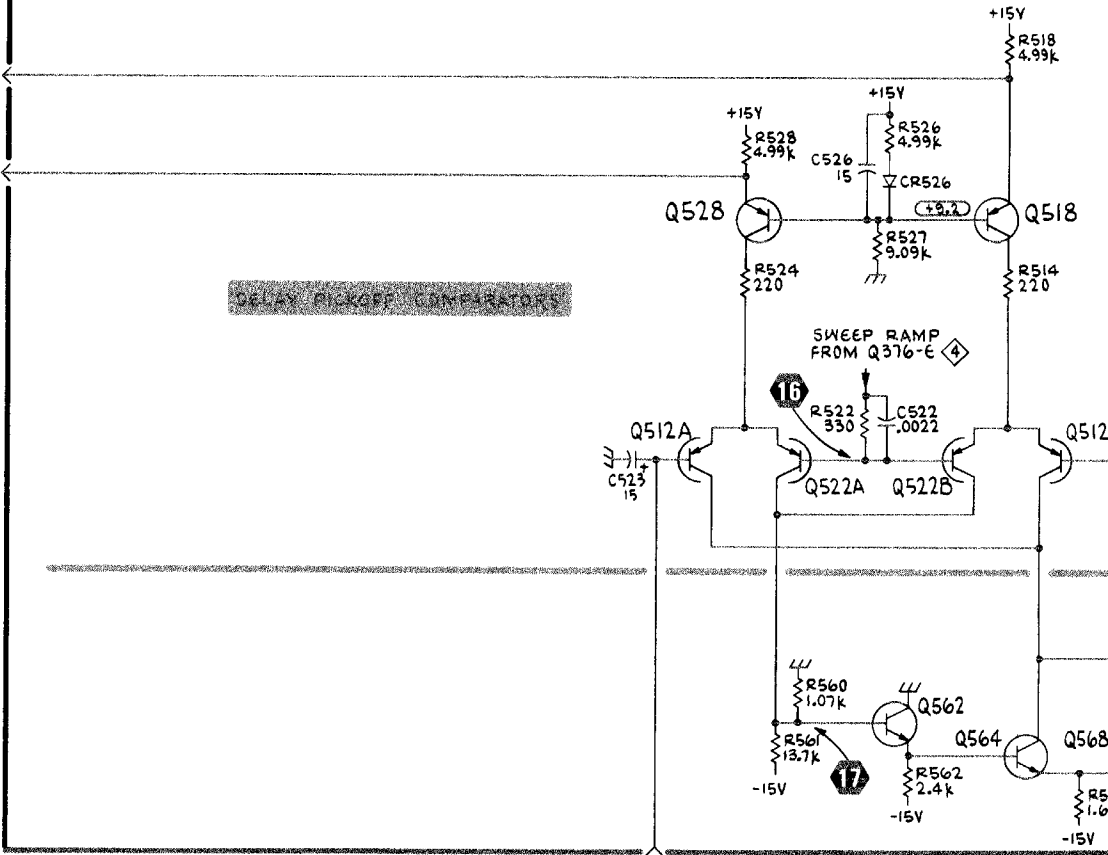 +15V
R518
4.99K
+15V
+15V
R528
4.99K
C526
15
R526
4.99K
CR526
Q528
+9.2
Q518
R527
9.09K
R524
220
R514
220
DELAY PICKOFF COMPARATORS
SWEEP RAMP
FROM Q376-E 4
16
R522
330
C522
.0022
Q512A
Q512
C523
15
+
Q522A
Q522B
R560
1.07K
Q562
R561
13.7K
Q564
Q568
17
-15V
R562
2.4K
-15V
R5
1.6
-15V